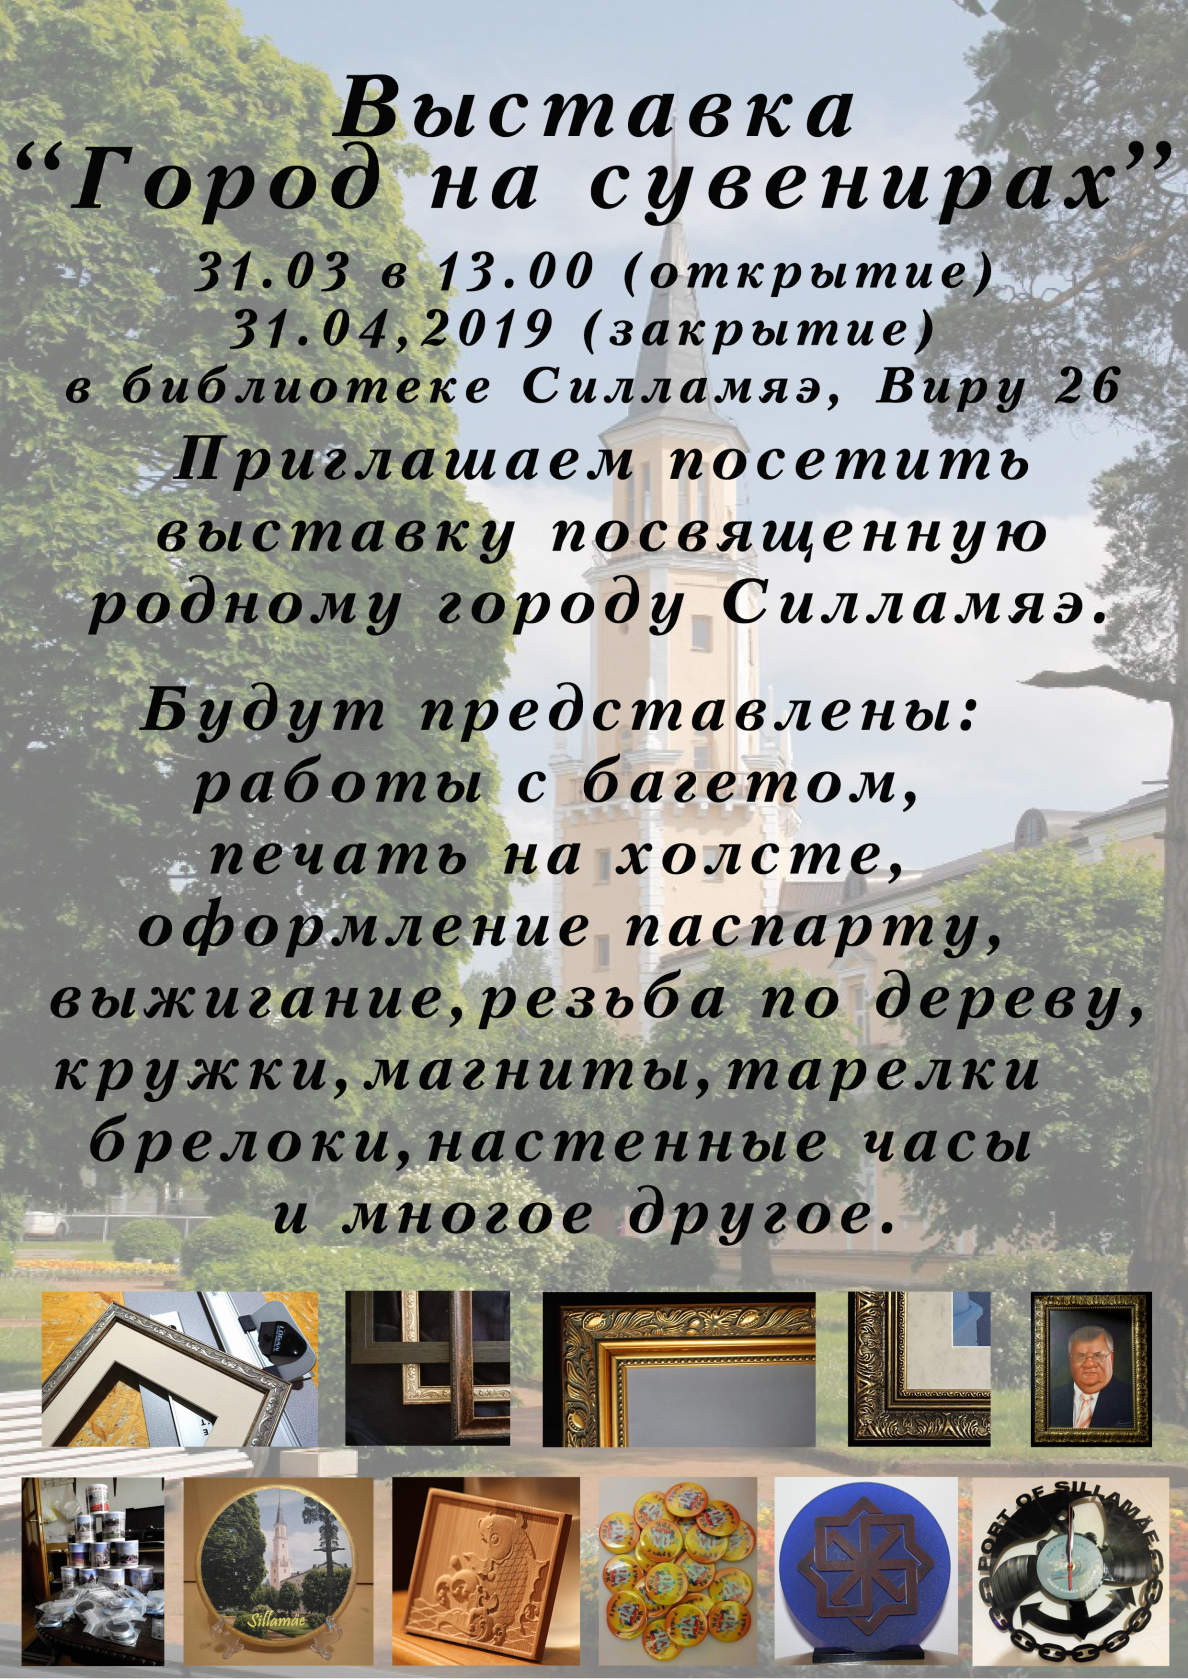 Выставка
“Город на сувенирах”
31.03 в 13.00 (открытие)
31.04,2019 (закрытие)
в библиотеке Силламяэ, Виру 26
Приглашаем посетить
выставку посвященную
родному городу Силламяэ.
Будут представлены:
работы с багетом,
печать на холсте,
оформление паспарту,
выжигание,резьба по дереву,
кружки,магниты,тарелки
брелоки,настенные часы
и многое другое.
Sillamäe
PORT OF SILLAMÄE